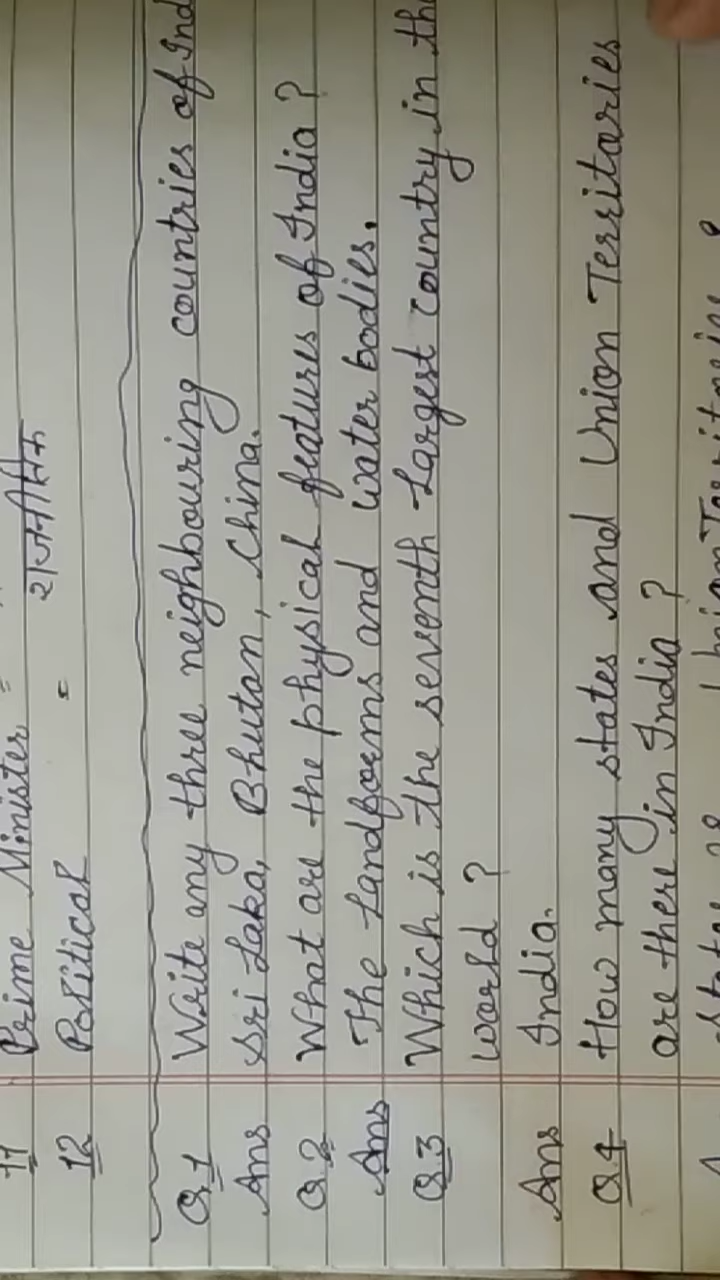 11 Prime Minister
12 Political - राजनीतिक
Q.1 Write any three neighbouring countries of Ind
Ans Sri Laka, Bhutan, China.
Q.2 What are the physical features of India?
Ans The Landforms and water bodies.
Q.3 Which is the seventh largest country in the
world?
Ans India.
Q.4 How many states and Union Territories
are there in India?